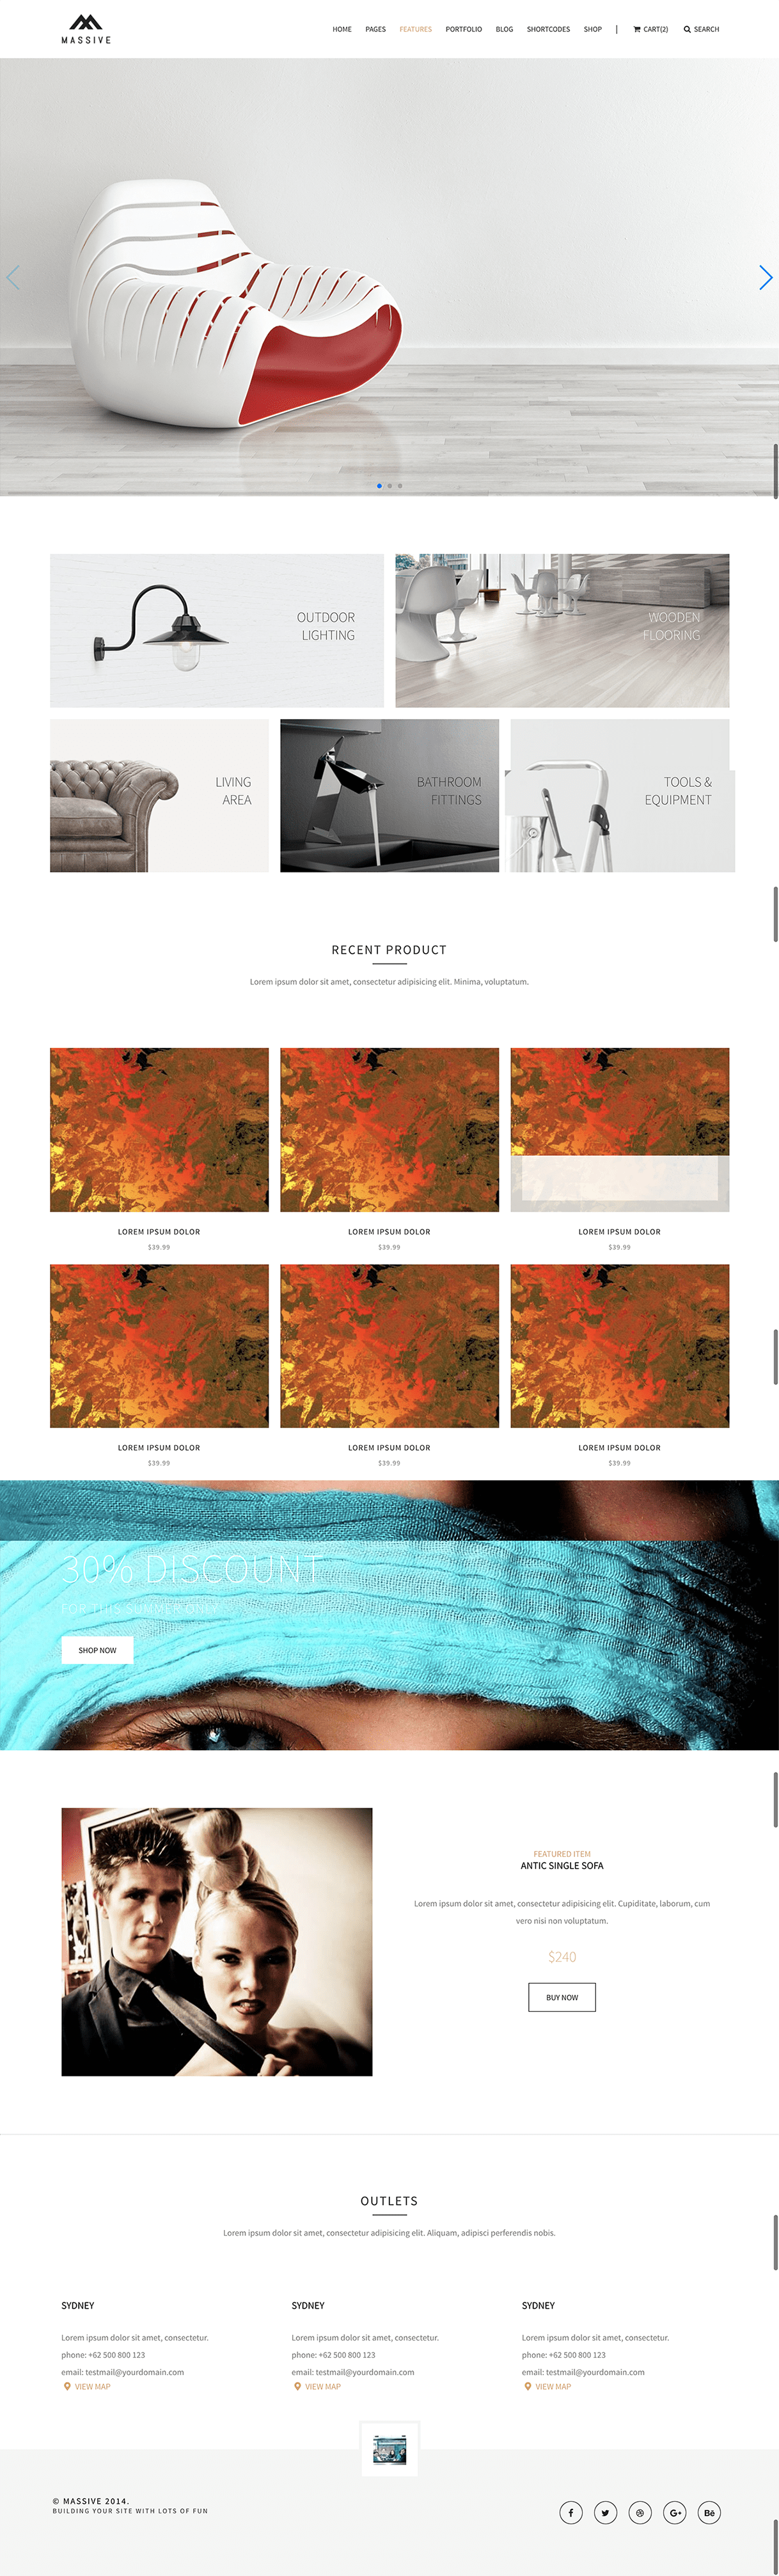 MASSIVE
HOME PAGES FEATURES PORTFOLIO BLOG SHORTCODES SHOP | CART(2) SEARCH
OUTDOOR
LIGHTING
WOODEN
FLOORING
LIVING
AREA
BATHROOM
FITTINGS
TOOLS &
EQUIPMENT
RECENT PRODUCT
Lorem ipsum dolor sit amet, consectetur adipisicing elit. Minima, voluptatum.
LOREM IPSUM DOLOR
$39.99
LOREM IPSUM DOLOR
$39.99
LOREM IPSUM DOLOR
$39.99
LOREM IPSUM DOLOR
$39.99
LOREM IPSUM DOLOR
$39.99
LOREM IPSUM DOLOR
$39.99
30% DISCOUNT
FOR THIS SUMMER ONLY
SHOP NOW
FEATURED ITEM
ANTIC SINGLE SOFA
Lorem ipsum dolor sit amet, consectetur adipisicing elit. Cupiditate, laborum, cum
vero nisi non voluptatum.
$240
BUY NOW
OUTLETS
Lorem ipsum dolor sit amet, consectetur adipisicing elit. Aliquam, adipisci perferendis nobis.
SYDNEY
Lorem ipsum dolor sit amet, consectetur.
phone: +62 500 800 123
email: testmail@yourdomain.com
VIEW MAP
SYDNEY
Lorem ipsum dolor sit amet, consectetur.
phone: +62 500 800 123
email: testmail@yourdomain.com
VIEW MAP
SYDNEY
Lorem ipsum dolor sit amet, consectetur.
phone: +62 500 800 123
email: testmail@yourdomain.com
VIEW MAP
© MASSIVE 2014.
BUILDING YOUR SITE WITH LOTS OF FUN
f G+ Bē